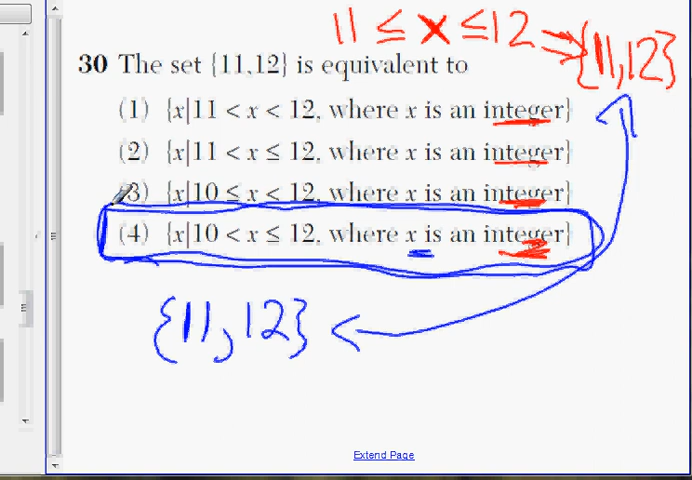 11 ≤ x ≤ 12 ⇒ {11,12}
30 The set {11,12} is equivalent to
(1) {x|11 < x < 12, where x is an integer}
(2) {x|11 < x ≤ 12, where x is an integer}
(3) {x|10 ≤ x < 12, where x is an integer}
(4) {x|10 < x ≤ 12, where x is an integer}
{11,12}
Extend Page